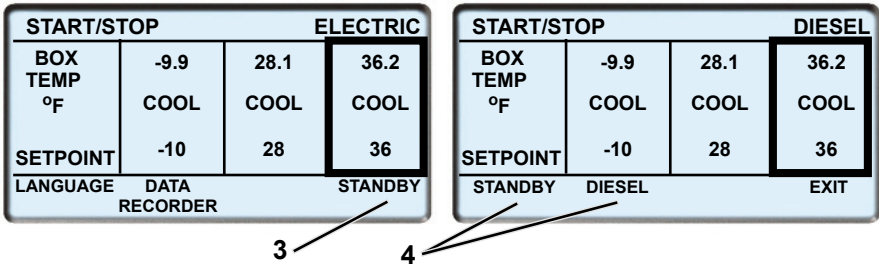 START/STOP ELECTRIC
BOX TEMP -9.9 28.1 36.2
°F COOL COOL COOL
SETPOINT -10 28 36
LANGUAGE DATA RECORDER STANDBY
3
START/STOP DIESEL
BOX TEMP -9.9 28.1 36.2
°F COOL COOL COOL
SETPOINT -10 28 36
STANDBY DIESEL EXIT
4